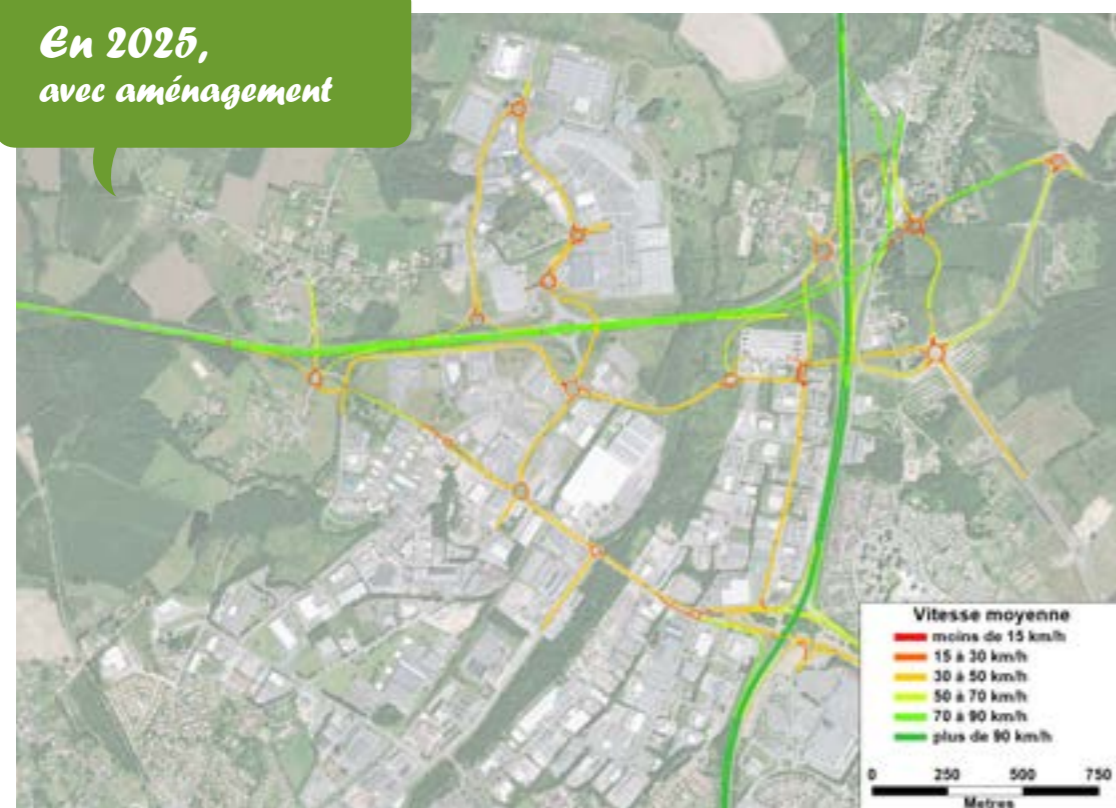 En 2025,
avec aménagement
Vitesse moyenne
moins de 15 km/h
15 à 30 km/h
30 à 50 km/h
50 à 70 km/h
70 à 90 km/h
plus de 90 km/h
0 250 500 750
Metres